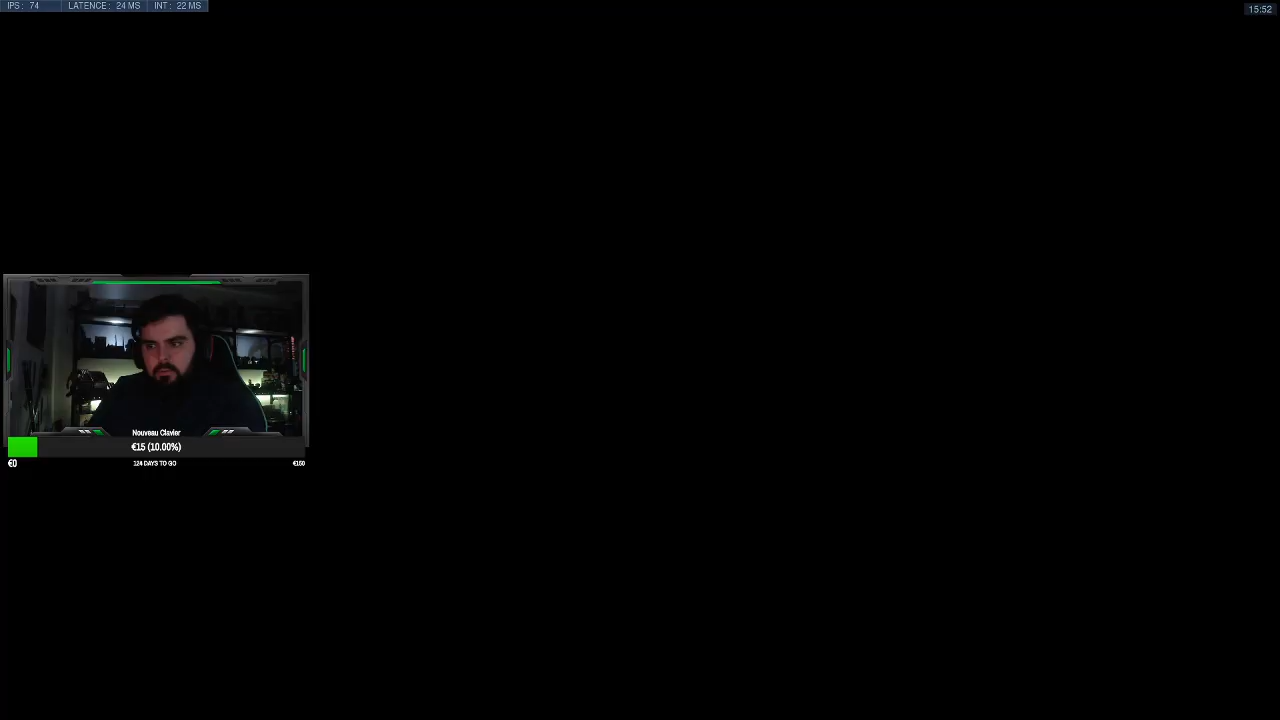 IPS : 74 LATENCE : 24 MS INT : 22 MS
15:52
Nouveau Clavier
€15 (10.00%)
€0 124 DAYS TO GO €150